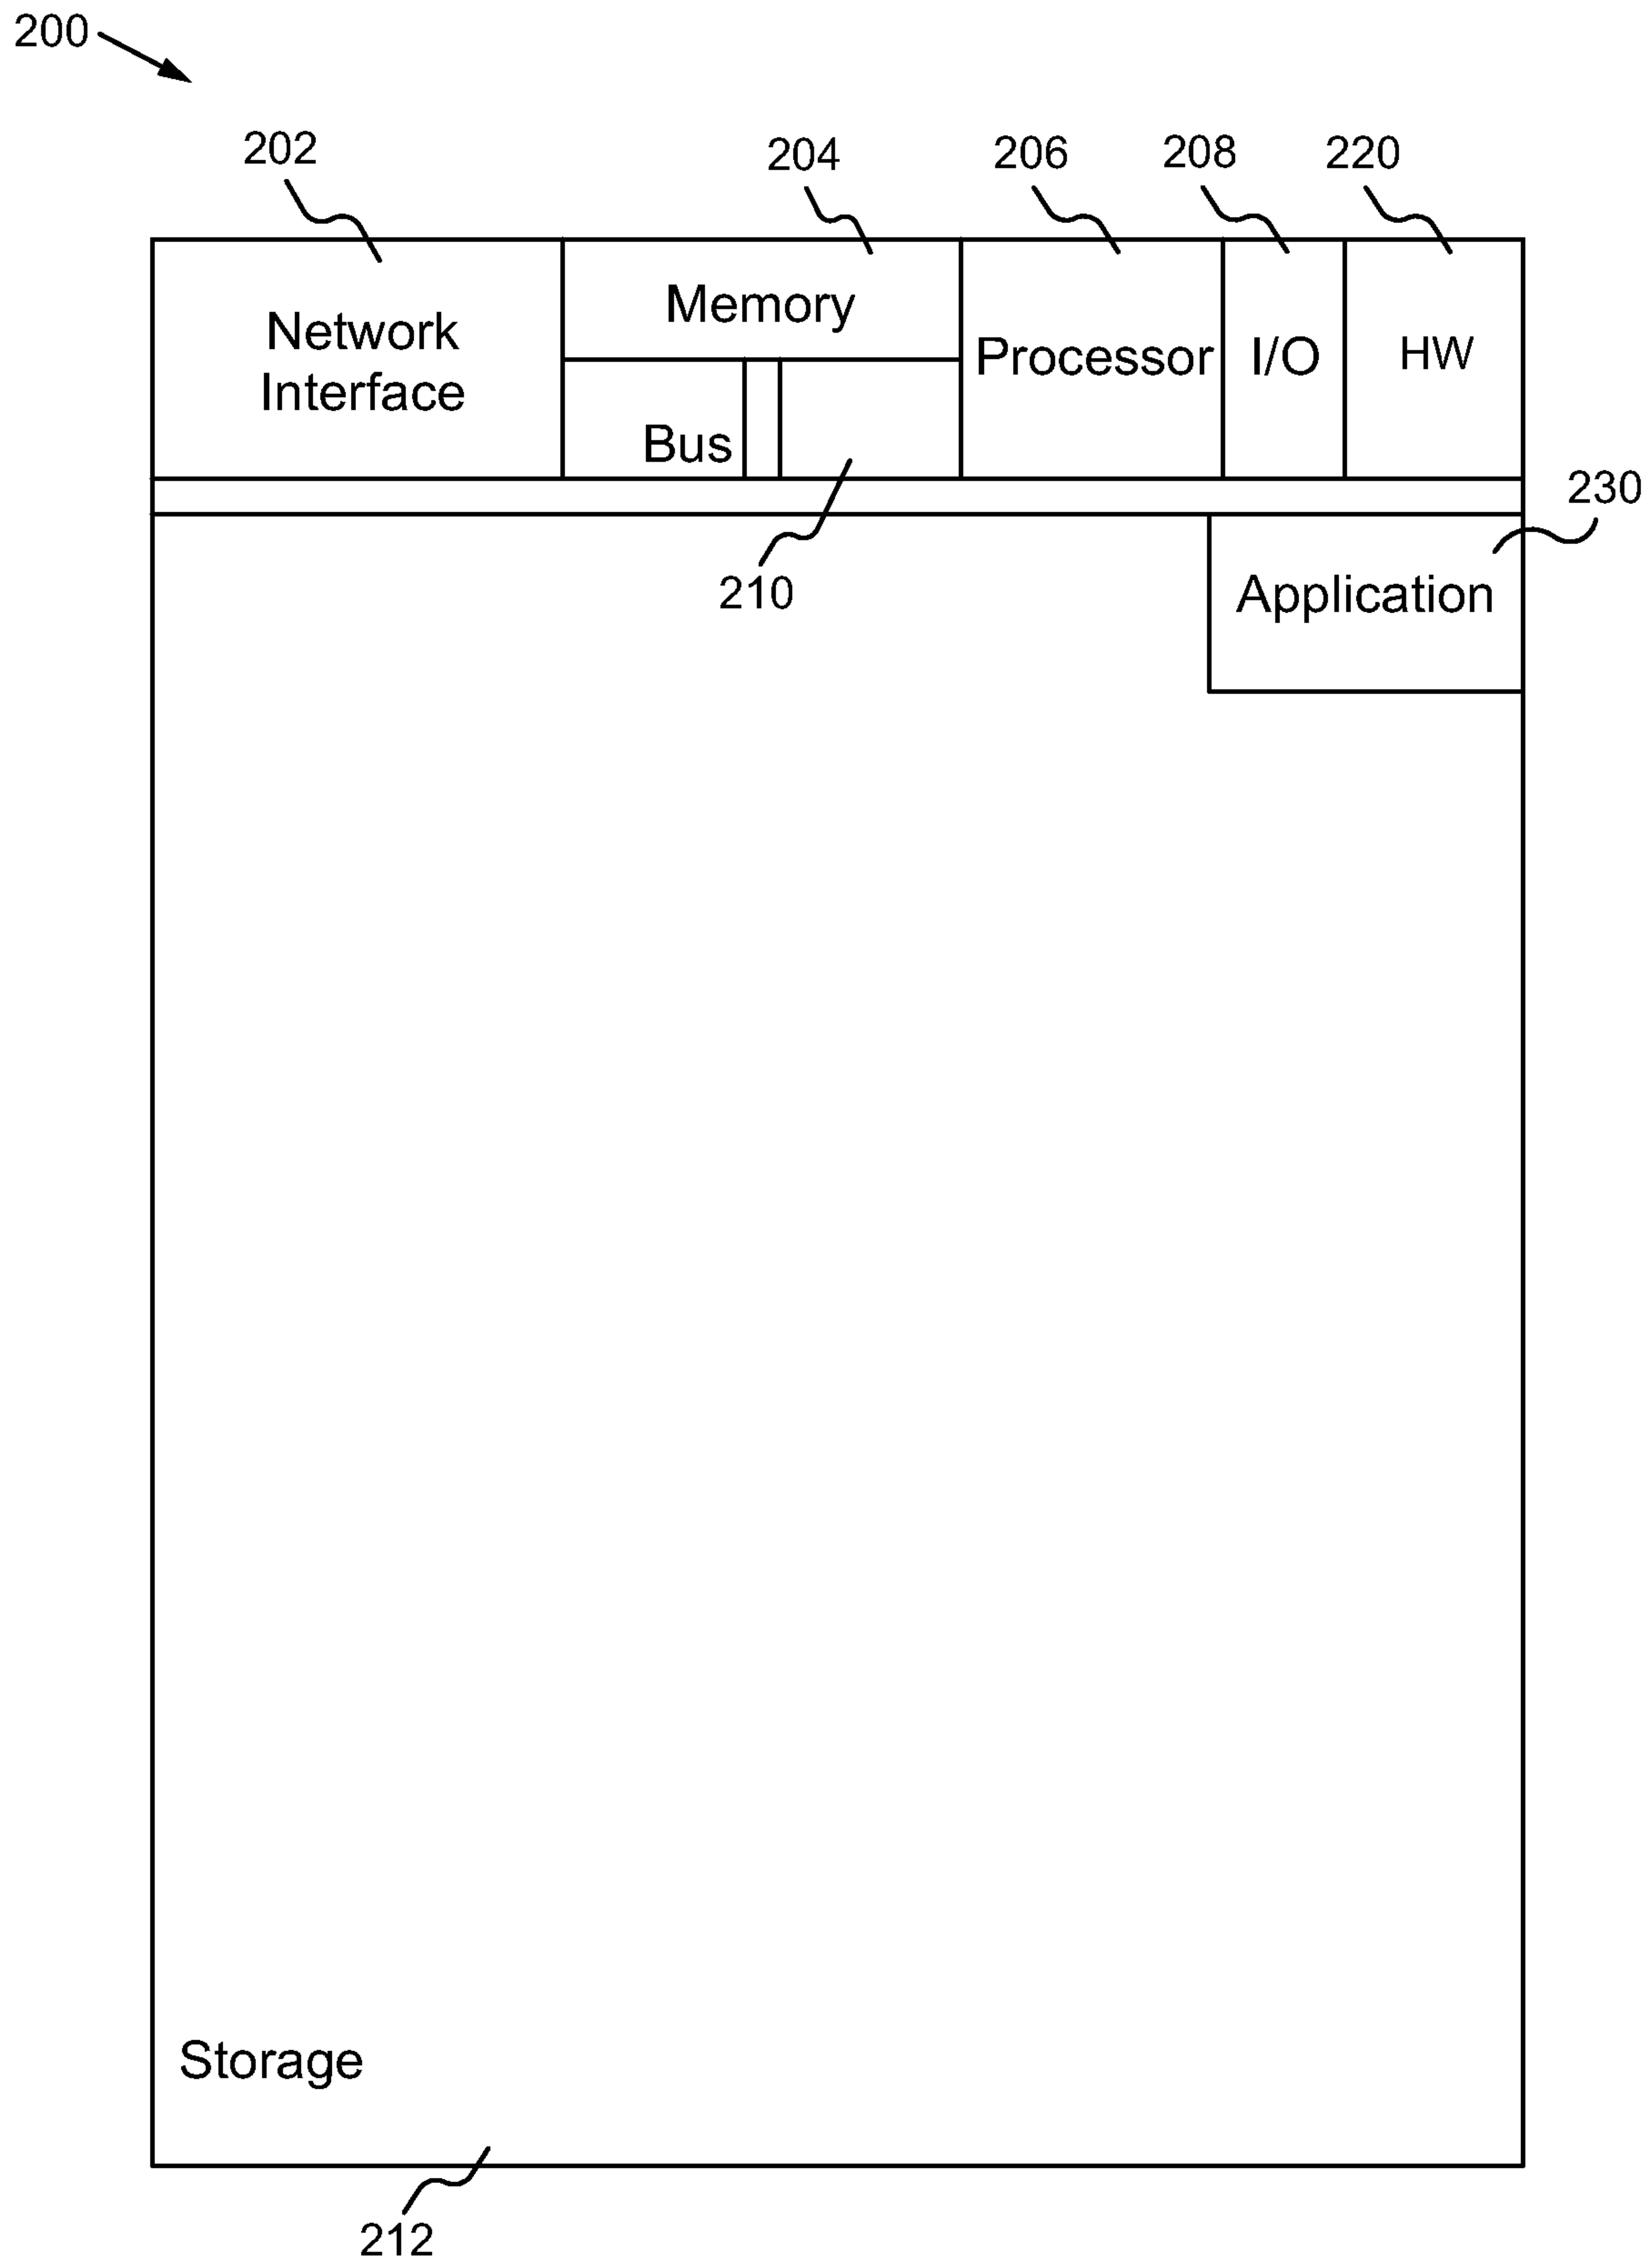 200
202
204
206
208
220
Network
Interface
Memory
Bus
Processor
I/O
HW
230
210
Application
Storage
212